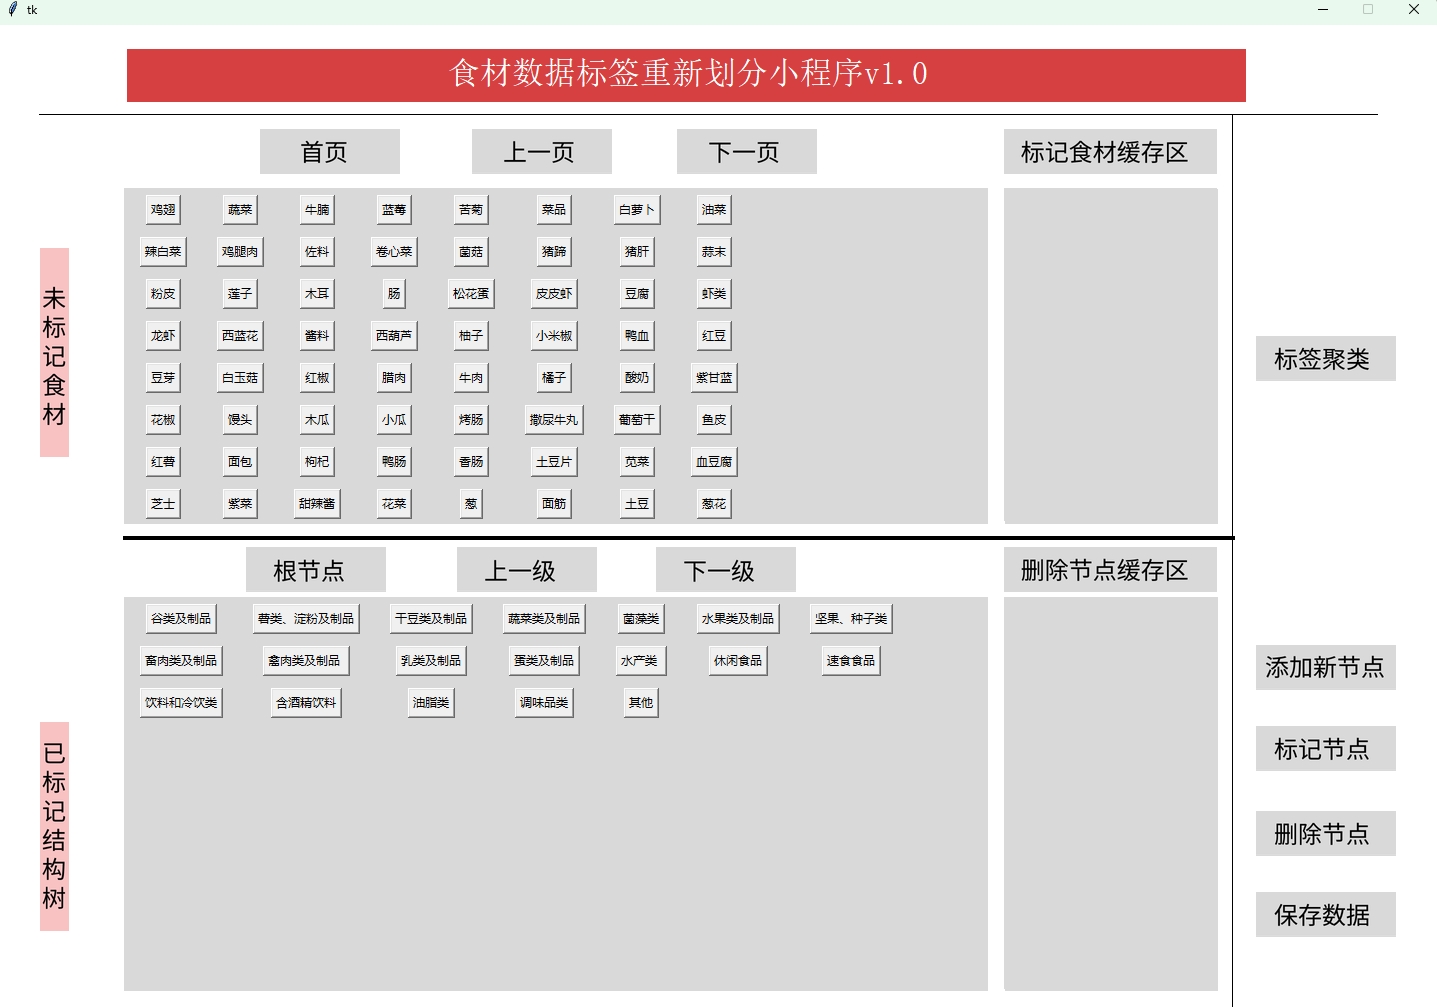 tk
食材数据标签重新划分小程序v1.0
首页 上一页 下一页 标记食材缓存区
鸡翅 蔬菜 牛腩 蓝莓 苦菊 菜品 白萝卜 油菜
辣白菜 鸡腿肉 佐料 卷心菜 菌菇 猪蹄 猪肝 蒜末
粉皮 莲子 木耳 肠 松花蛋 皮皮虾 豆腐 虾类
龙虾 西蓝花 酱料 西葫芦 柚子 小米椒 鸭血 红豆
豆芽 白玉菇 红椒 腊肉 牛肉 橘子 酸奶 紫甘蓝
花椒 馒头 木瓜 小瓜 烤肠 撒尿牛丸 葡萄干 鱼皮
红薯 面包 枸杞 鸭肠 香肠 土豆片 苋菜 血豆腐
芝士 紫菜 甜辣酱 花菜 葱 面筋 土豆 葱花
未标记食材
标签聚类
根节点 上一级 下一级 删除节点缓存区
谷类及制品 薯类、淀粉及制品 干豆类及制品 蔬菜类及制品 菌藻类 水果类及制品 坚果、种子类
畜肉类及制品 禽肉类及制品 乳类及制品 蛋类及制品 水产类 休闲食品 速食食品
饮料和冷饮类 含酒精饮料 油脂类 调味品类 其他
已标记结构树
添加新节点
标记节点
删除节点
保存数据